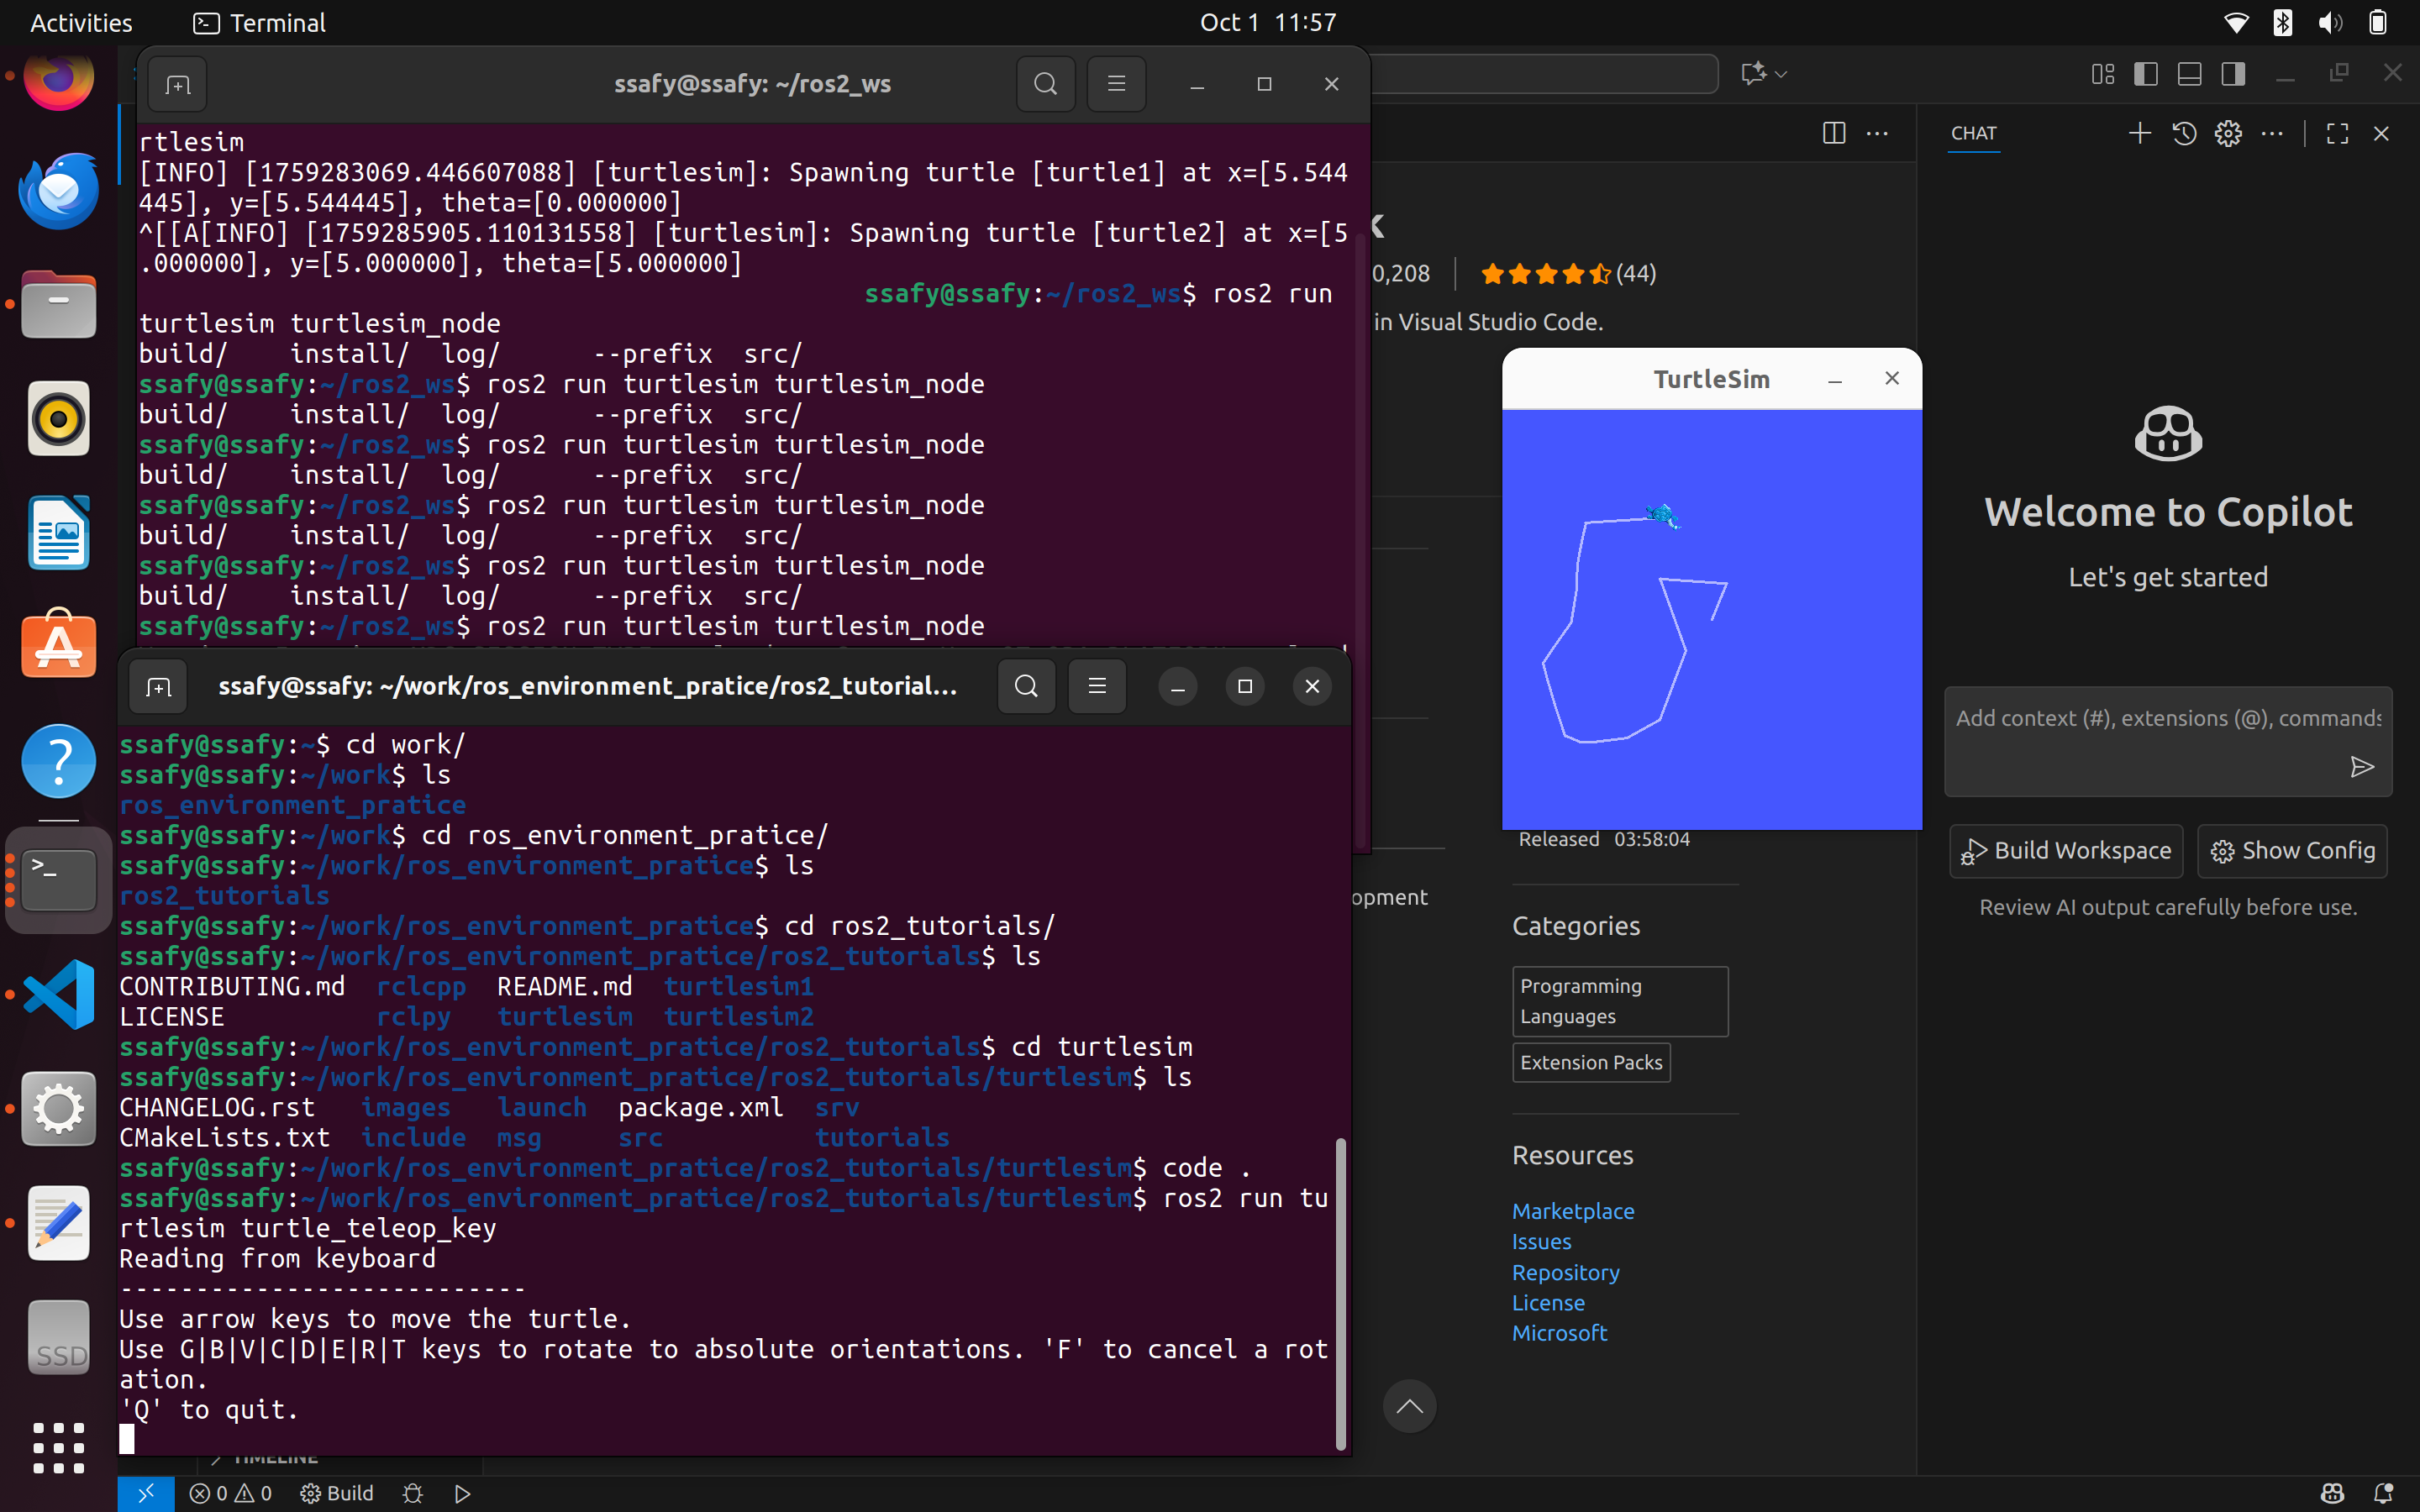 Activities
Terminal
Oct 1 11:57
ssafy@ssafy: ~/ros2_ws
rtlesim
[INFO] [1759283069.446607088] [turtlesim]: Spawning turtle [turtle1] at x=[5.544
445], y=[5.544445], theta=[0.000000]
^[[A[INFO] [1759285905.110131558] [turtlesim]: Spawning turtle [turtle2] at x=[5
.000000], y=[5.000000], theta=[5.000000]
ssafy@ssafy:~/ros2_ws$ ros2 run
turtlesim turtlesim_node
build/ install/ log/ --prefix src/
ssafy@ssafy:~/ros2_ws$ ros2 run turtlesim turtlesim_node
build/ install/ log/ --prefix src/
ssafy@ssafy:~/ros2_ws$ ros2 run turtlesim turtlesim_node
build/ install/ log/ --prefix src/
ssafy@ssafy:~/ros2_ws$ ros2 run turtlesim turtlesim_node
build/ install/ log/ --prefix src/
ssafy@ssafy:~/ros2_ws$ ros2 run turtlesim turtlesim_node
build/ install/ log/ --prefix src/
ssafy@ssafy:~/ros2_ws$ ros2 run turtlesim turtlesim_node
ssafy@ssafy: ~/work/ros_environment_pratice/ros2_tutorial...
ssafy@ssafy:~$ cd work/
ssafy@ssafy:~/work$ ls
ros_environment_pratice
ssafy@ssafy:~/work$ cd ros_environment_pratice/
ssafy@ssafy:~/work/ros_environment_pratice$ ls
ros2_tutorials
ssafy@ssafy:~/work/ros_environment_pratice$ cd ros2_tutorials/
ssafy@ssafy:~/work/ros_environment_pratice/ros2_tutorials$ ls
CONTRIBUTING.md rclcpp README.md turtlesim1
LICENSE rclpy turtlesim turtlesim2
ssafy@ssafy:~/work/ros_environment_pratice/ros2_tutorials$ cd turtlesim
ssafy@ssafy:~/work/ros_environment_pratice/ros2_tutorials/turtlesim$ ls
CHANGELOG.rst images launch package.xml srv
CMakeLists.txt include msg src tutorials
ssafy@ssafy:~/work/ros_environment_pratice/ros2_tutorials/turtlesim$ code .
ssafy@ssafy:~/work/ros_environment_pratice/ros2_tutorials/turtlesim$ ros2 run tu
rtlesim turtle_teleop_key
Reading from keyboard
---------------------------
Use arrow keys to move the turtle.
Use G|B|V|C|D|E|R|T keys to rotate to absolute orientations. 'F' to cancel a rot
ation.
'Q' to quit.
SSD
TIMELINE
0 0 Build
k
0,208 (44)
in Visual Studio Code.
TurtleSim
Released 03:58:04
opment
Categories
Programming
Languages
Extension Packs
Resources
Marketplace
Issues
Repository
License
Microsoft
CHAT
Welcome to Copilot
Let's get started
Add context (#), extensions (@), commands
Build Workspace
Show Config
Review AI output carefully before use.